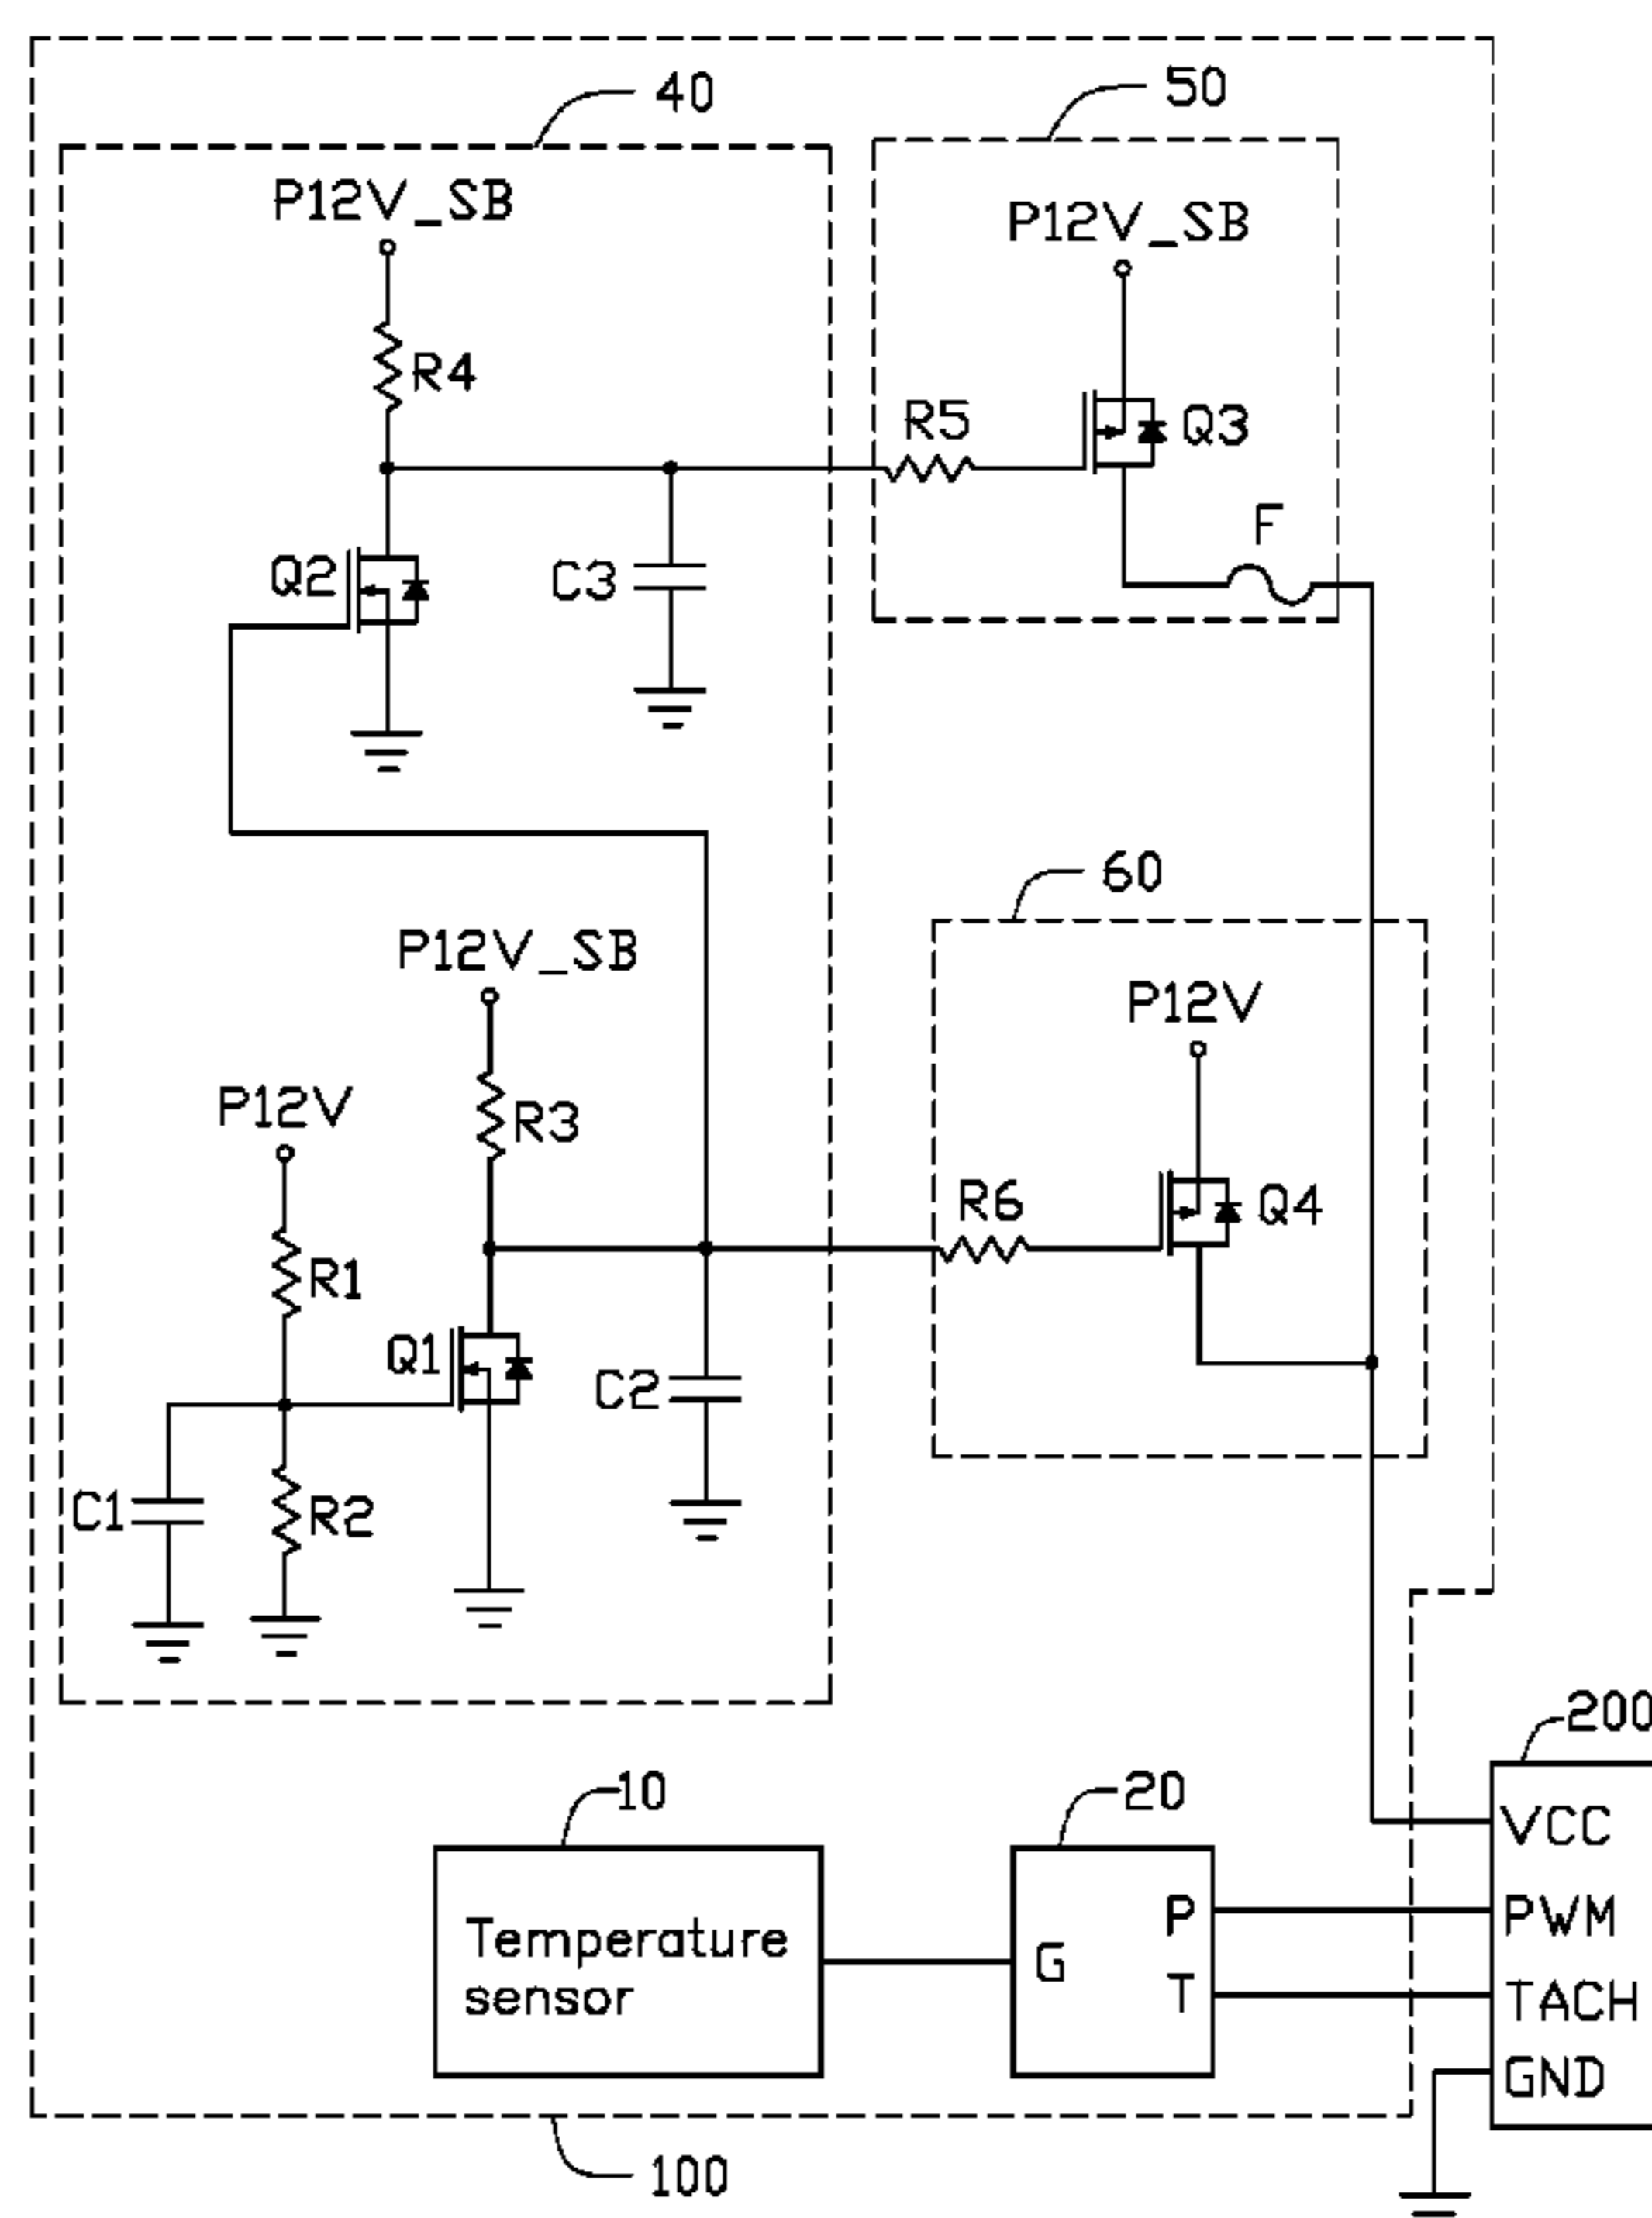 40
50
P12V_SB
P12V_SB
R4
R5
Q3
F
Q2
C3
60
P12V_SB
P12V
P12V
R3
R6
Q4
R1
Q1
C2
C1
R2
200
10
20
VCC
Temperature
sensor
G
P
T
PWM
TACH
GND
100